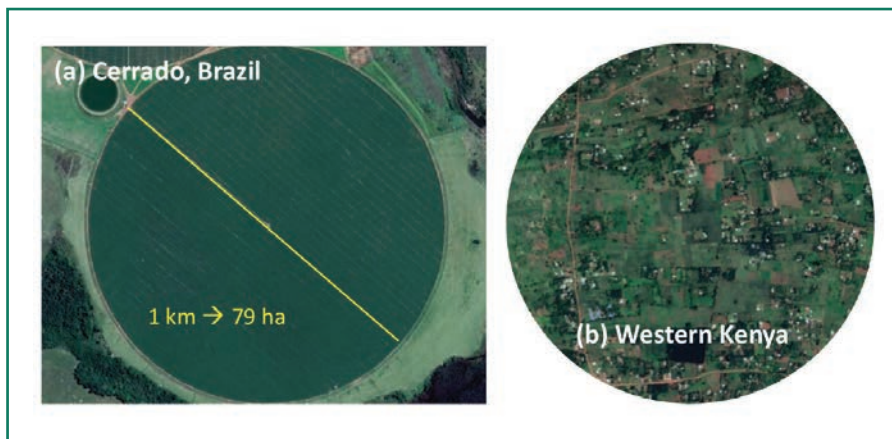 (a) Cerrado, Brazil
1 km → 79 ha
(b) Western Kenya